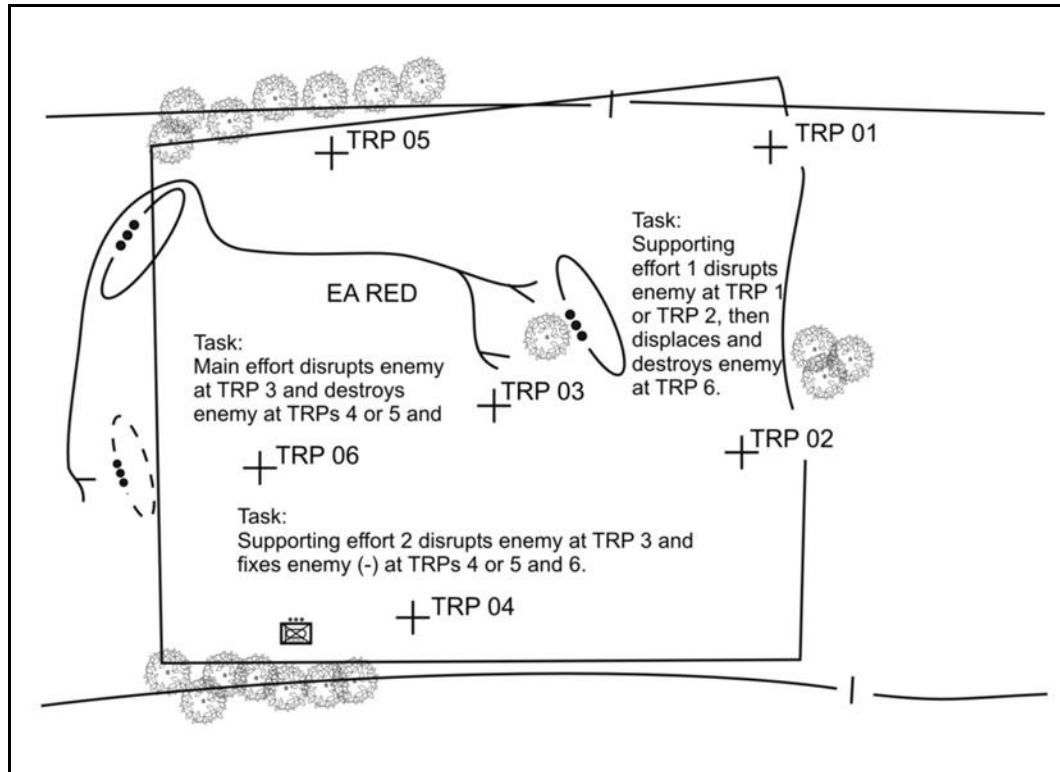 TRP 05
TRP 01
Task:
Supporting
effort 1 disrupts
enemy at TRP 1
or TRP 2, then
displaces and
destroys enemy
at TRP 6.
EA RED
Task:
Main effort disrupts enemy
at TRP 3 and destroys
enemy at TRPs 4 or 5 and
TRP 03
TRP 02
TRP 06
Task:
Supporting effort 2 disrupts enemy at TRP 3 and
fixes enemy (-) at TRPs 4 or 5 and 6.
TRP 04